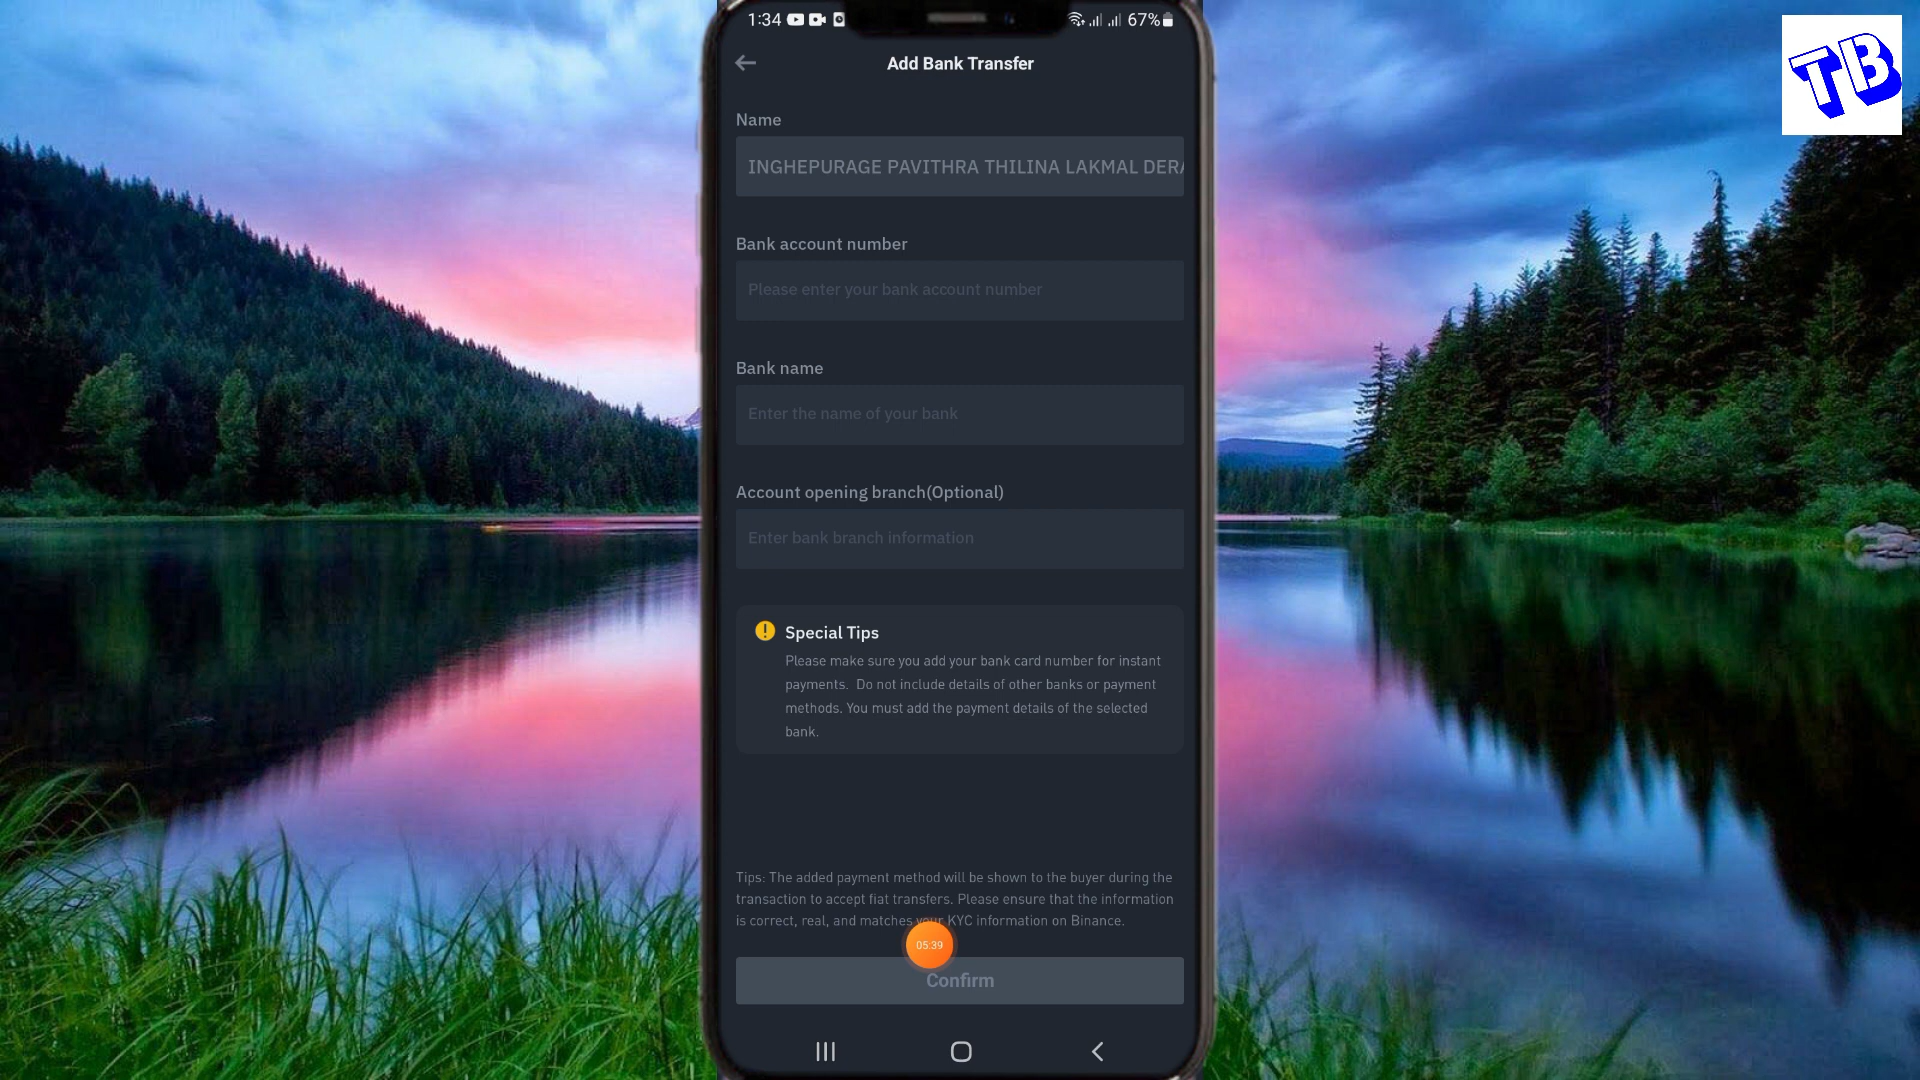 1:34
67%
TB
Add Bank Transfer
Name
INGHEPURAGE PAVITHRA THILINA LAKMAL DERA
Bank account number
Please enter your bank account number
Bank name
Enter the name of your bank
Account opening branch(Optional)
Enter bank branch information
Special Tips
Please make sure you add your bank card number for instant
payments. Do not include details of other banks or payment
methods. You must add the payment details of the selected
bank.
Tips: The added payment method will be shown to the buyer during the
transaction to accept fiat transfers. Please ensure that the information
is correct, real, and matches your KYC information on Binance.
05:39
Confirm